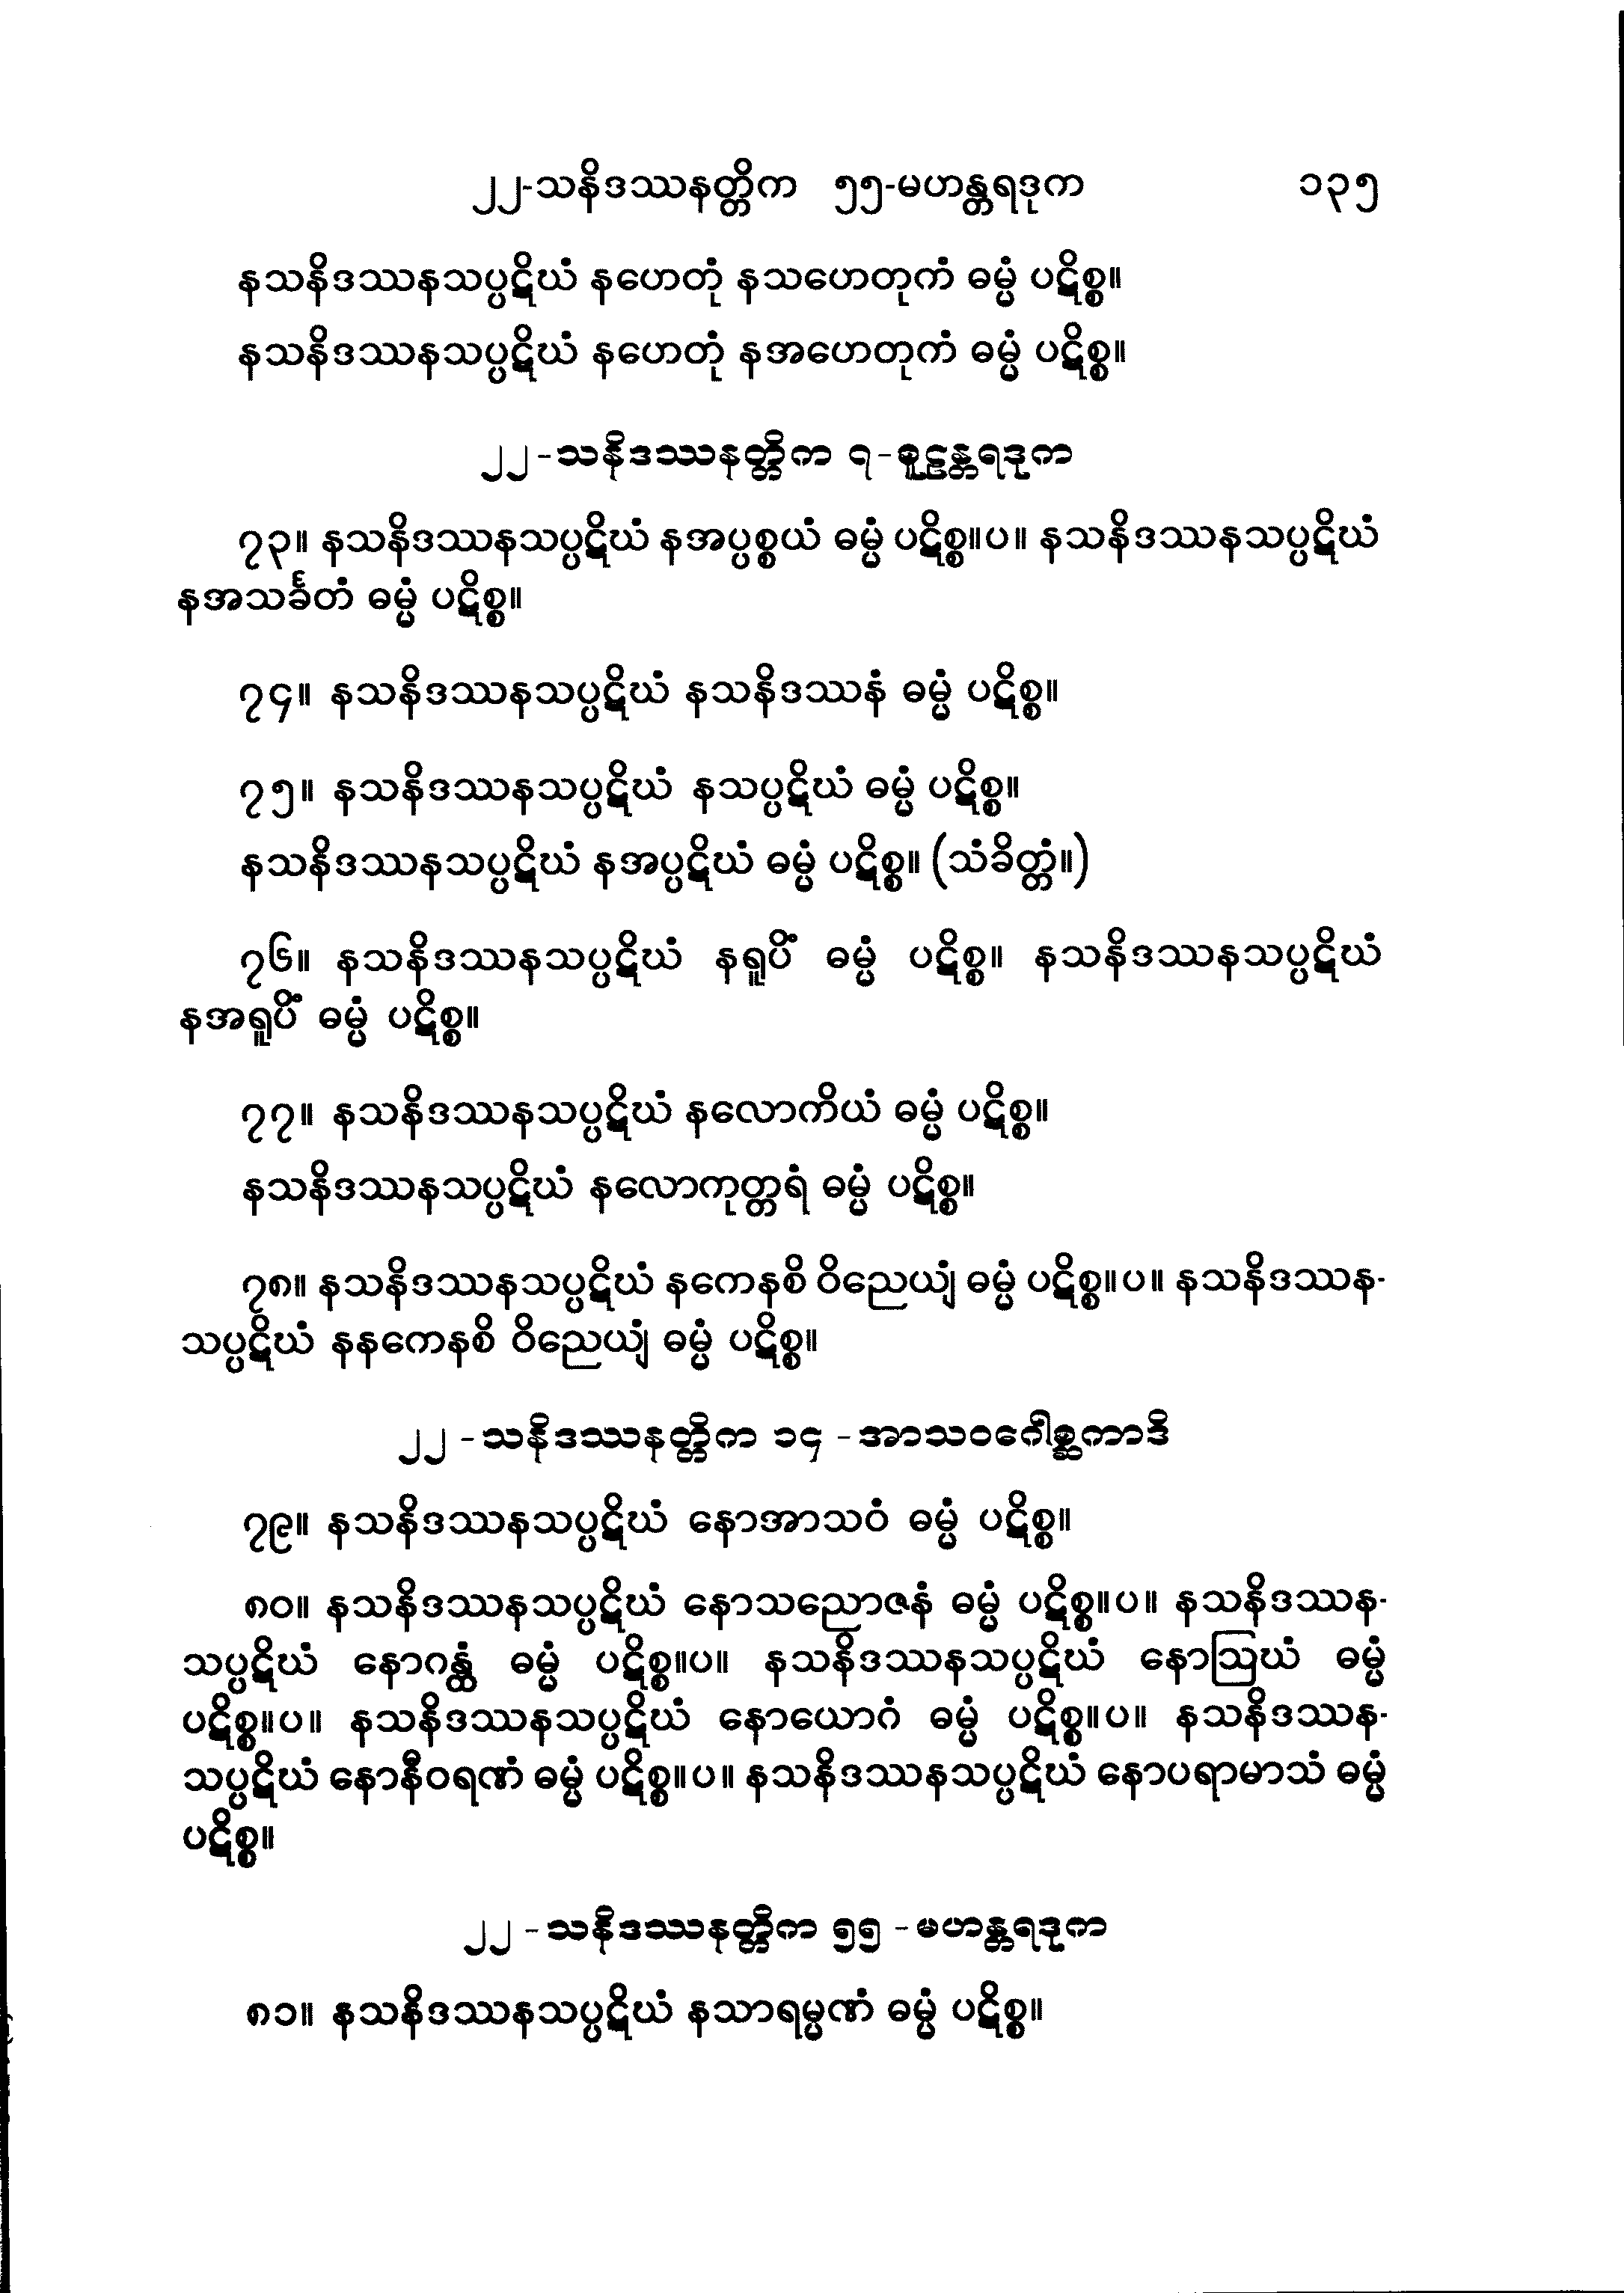 ၂၂-သနိဒဿနတ္တိက ၅၅-မဟန္တရဒုက ၁၃၅
နသနိဒဿနသပ္ပဋိဃံ နဟေတုံ နသဟေတုကံ ဓမ္မံ ပဋိစ္စ။
နသနိဒဿနသပ္ပဋိဃံ နဟေတုံ နအဟေတုကံ ဓမ္မံ ပဋိစ္စ။
၂၂-သနိဒဿနတ္တိက ၇-စူဠန္တရဒုက
၇၃။ နသနိဒဿနသပ္ပဋိဃံ နအပ္ပစ္စယံ ဓမ္မံ ပဋိစ္စ။ပ။ နသနိဒဿနသပ္ပဋိဃံ
နအသင်္ခတံ ဓမ္မံ ပဋိစ္စ။
၇၄။ နသနိဒဿနသပ္ပဋိဃံ နသနိဒဿနံ ဓမ္မံ ပဋိစ္စ။
၇၅။ နသနိဒဿနသပ္ပဋိဃံ နသပ္ပဋိဃံ ဓမ္မံ ပဋိစ္စ။
နသနိဒဿနသပ္ပဋိဃံ နအပ္ပဋိဃံ ဓမ္မံ ပဋိစ္စ။ (သံခိတ္တံ။)
၇၆။ နသနိဒဿနသပ္ပဋိဃံ နရူပိံ ဓမ္မံ ပဋိစ္စ။ နသနိဒဿနသပ္ပဋိဃံ
နအရူပိံ ဓမ္မံ ပဋိစ္စ။
၇၇။ နသနိဒဿနသပ္ပဋိဃံ နလောကိယံ ဓမ္မံ ပဋိစ္စ။
နသနိဒဿနသပ္ပဋိဃံ နလောကုတ္တရံ ဓမ္မံ ပဋိစ္စ။
၇၈။ နသနိဒဿနသပ္ပဋိဃံ နကေနစိ ဝိညေယျံ ဓမ္မံ ပဋိစ္စ။ပ။ နသနိဒဿန-
သပ္ပဋိဃံ နနကေနစိ ဝိညေယျံ ဓမ္မံ ပဋိစ္စ။
၂၂ -သနိဒဿနတ္တိက ၁၄ -အာသဝဂေါစ္ဆကာဒိ
၇၉။ နသနိဒဿနသပ္ပဋိဃံ နောအာသဝံ ဓမ္မံ ပဋိစ္စ။
၈၀။ နသနိဒဿနသပ္ပဋိဃံ နောသညောဇနံ ဓမ္မံ ပဋိစ္စ။ပ။ နသနိဒဿန-
သပ္ပဋိဃံ နောဂန္ထံ ဓမ္မံ ပဋိစ္စ။ပ။ နသနိဒဿနသပ္ပဋိဃံ နောဩဃံ ဓမ္မံ
ပဋိစ္စ။ပ။ နသနိဒဿနသပ္ပဋိဃံ နောယောဂံ ဓမ္မံ ပဋိစ္စ။ပ။ နသနိဒဿန-
သပ္ပဋိဃံ နောနီဝရဏံ ဓမ္မံ ပဋိစ္စ။ပ။ နသနိဒဿနသပ္ပဋိဃံ နောပရာမာသံ ဓမ္မံ
ပဋိစ္စ။
၂၂ -သနိဒဿနတ္တိက ၅၅ -မဟန္တရဒုက
၈၁။ နသနိဒဿနသပ္ပဋိဃံ နသာရမ္မဏံ ဓမ္မံ ပဋိစ္စ။